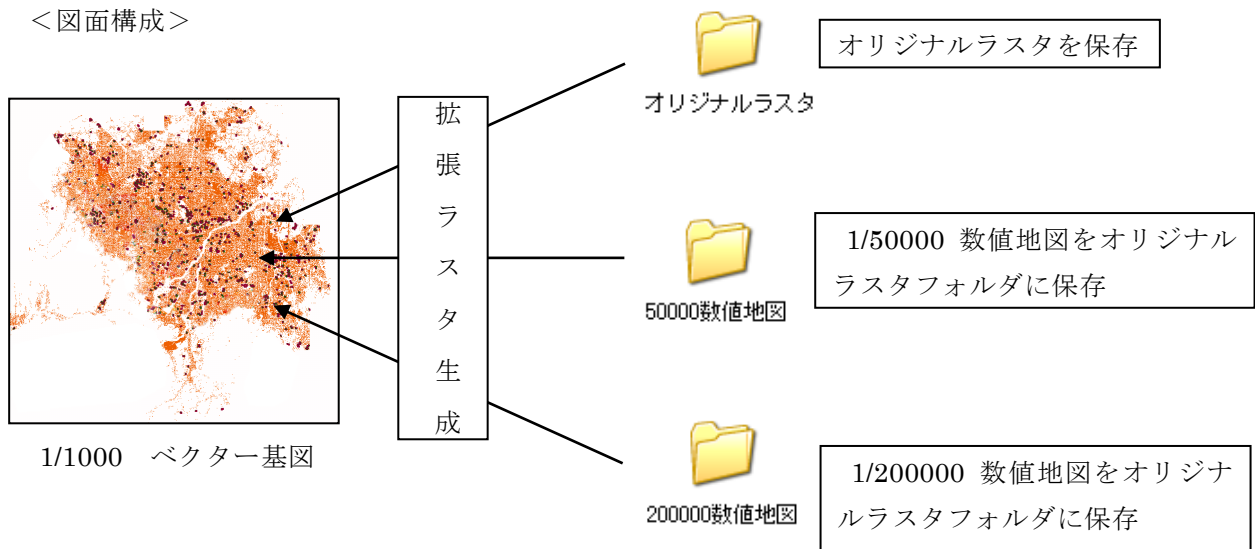 ＜図面構成＞
オリジナルラスタを保存
オリジナルラスタ
拡張ラスタ生成
1/50000 数値地図をオリジナル
ラスタフォルダに保存
50000数値地図
1/1000　ベクター基図
1/200000 数値地図をオリジナ
ルラスタフォルダに保存
200000数値地図